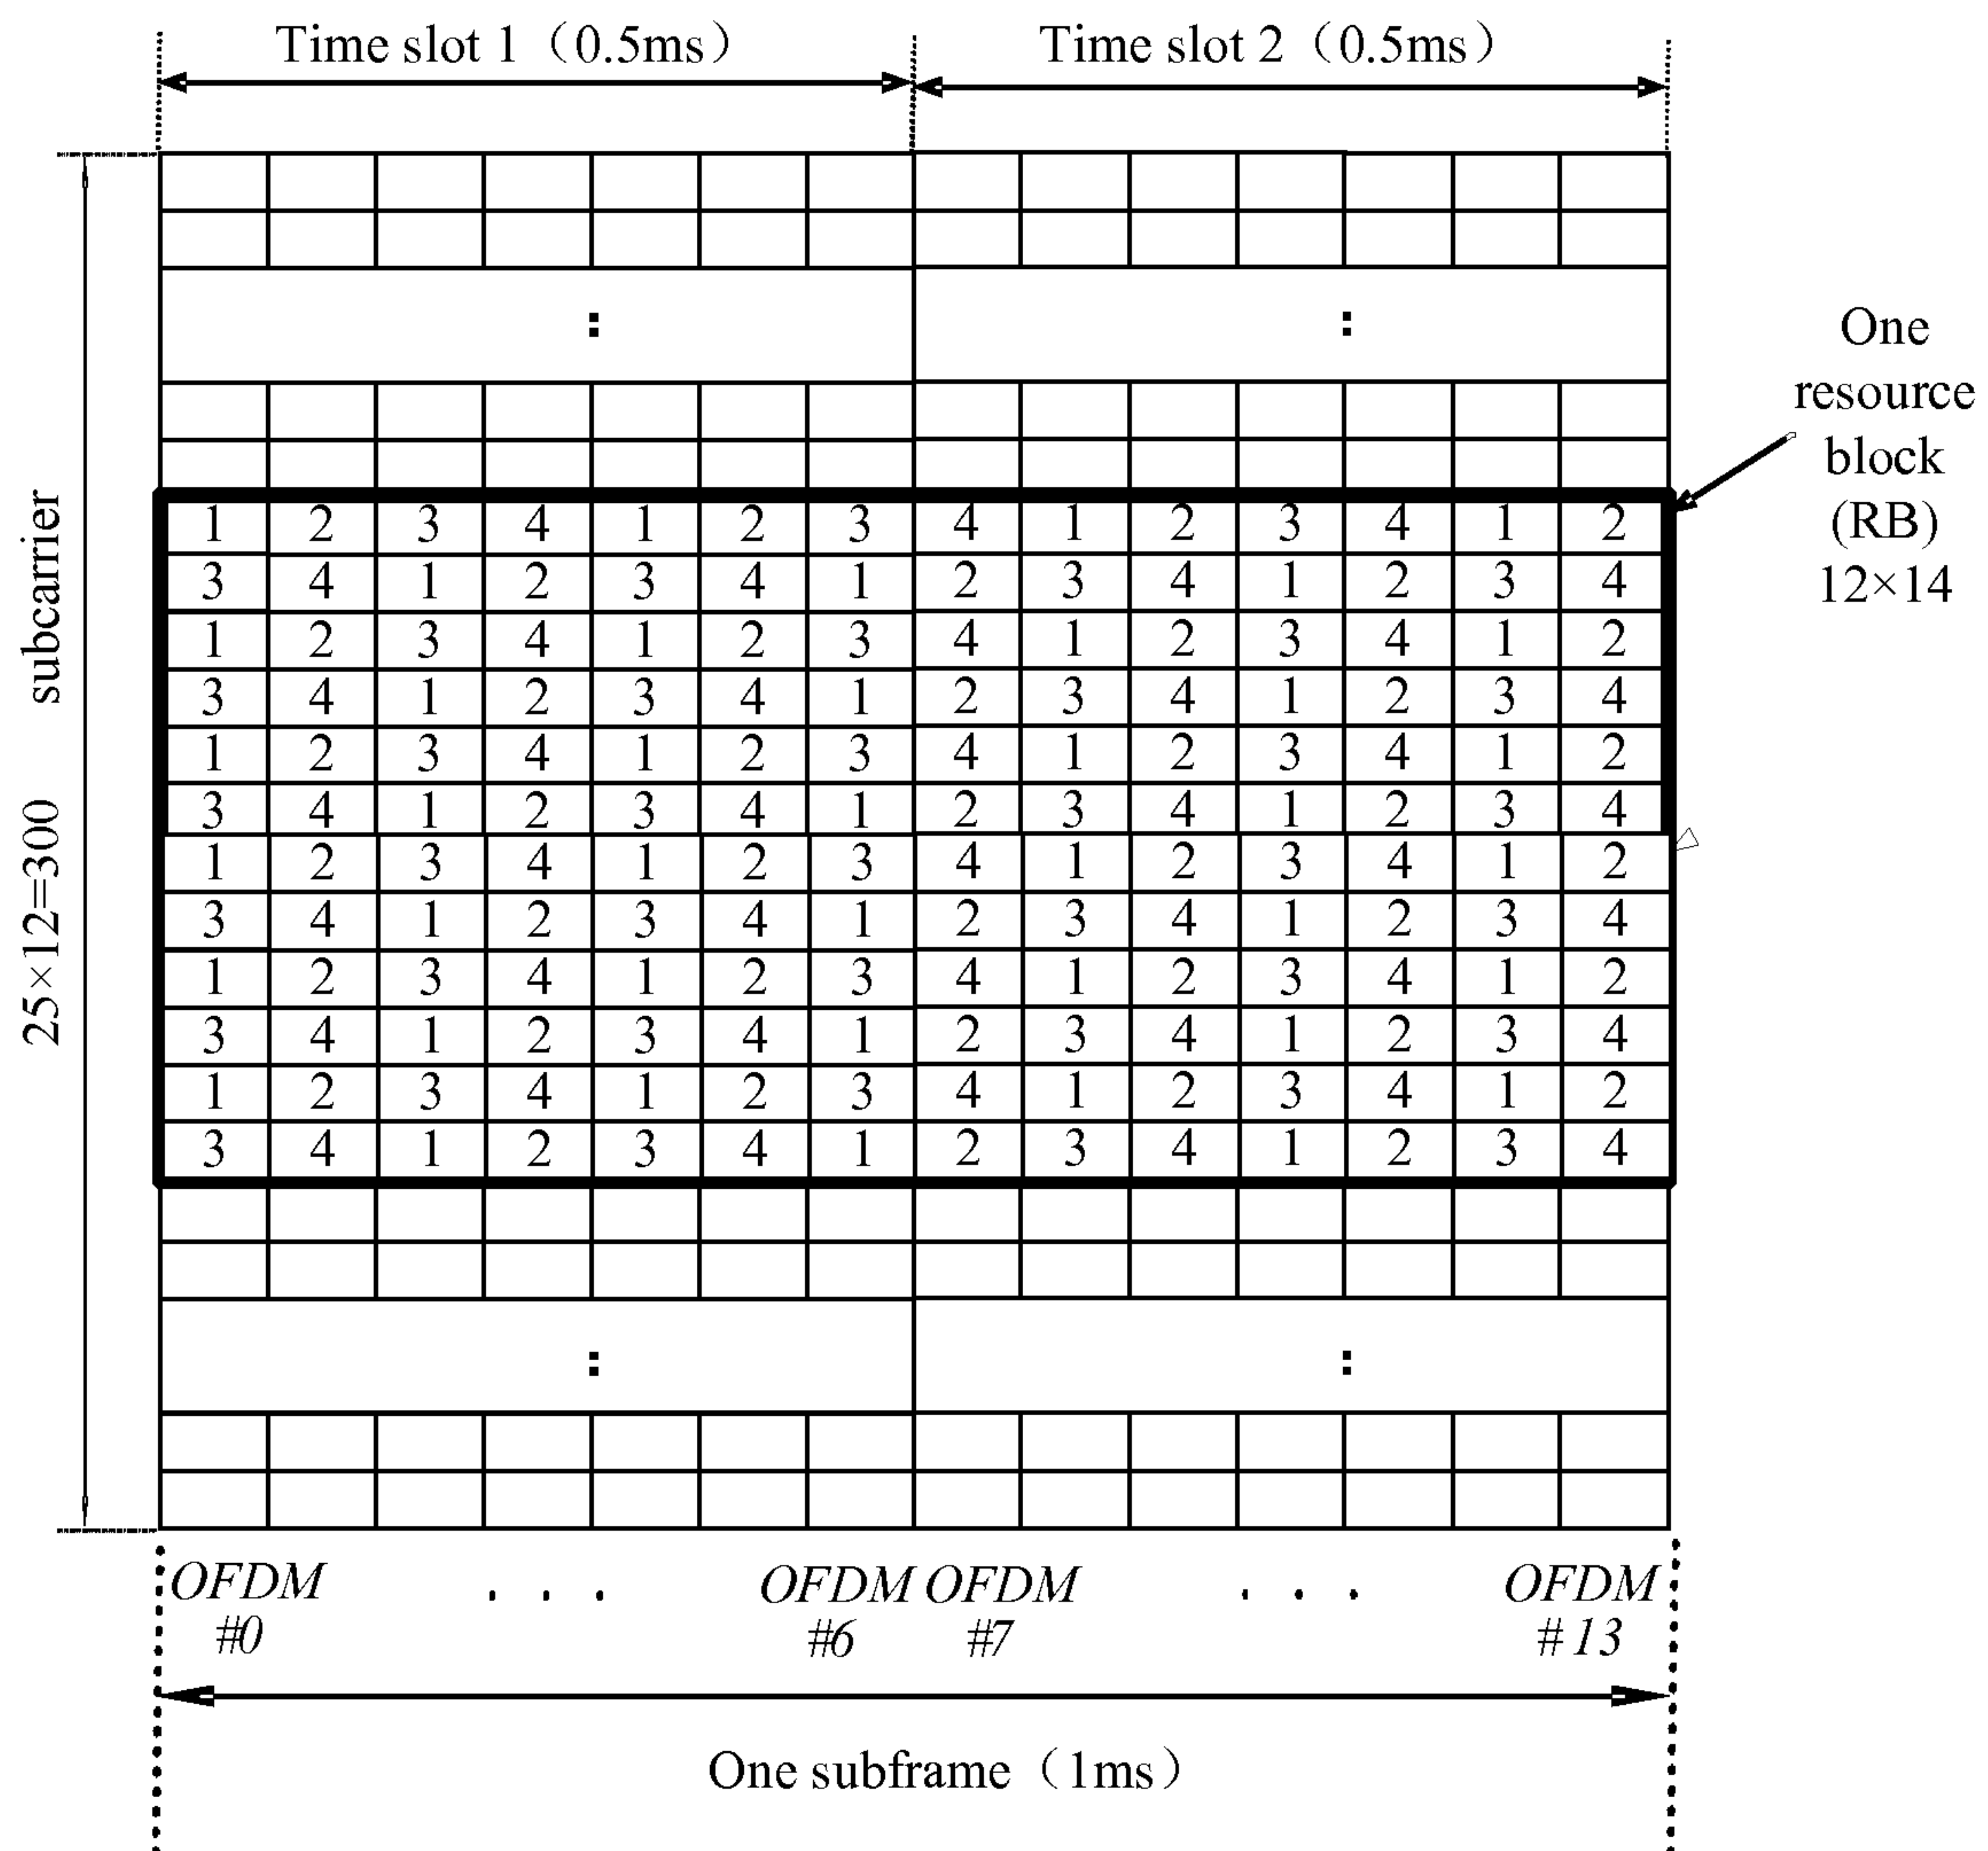 Time slot 1（0.5ms）
Time slot 2（0.5ms）
:
:
One
resource
block
(RB)
12×14
25×12=300 subcarrier
1 2 3 4 1 2 3 4 1 2 3 4 1 2
3 4 1 2 3 4 1 2 3 4 1 2 3 4
1 2 3 4 1 2 3 4 1 2 3 4 1 2
3 4 1 2 3 4 1 2 3 4 1 2 3 4
1 2 3 4 1 2 3 4 1 2 3 4 1 2
3 4 1 2 3 4 1 2 3 4 1 2 3 4
1 2 3 4 1 2 3 4 1 2 3 4 1 2
3 4 1 2 3 4 1 2 3 4 1 2 3 4
1 2 3 4 1 2 3 4 1 2 3 4 1 2
3 4 1 2 3 4 1 2 3 4 1 2 3 4
1 2 3 4 1 2 3 4 1 2 3 4 1 2
3 4 1 2 3 4 1 2 3 4 1 2 3 4
:
:
OFDM . . . OFDM OFDM . . . OFDM
#0 #6 #7 #13
One subframe（1ms）